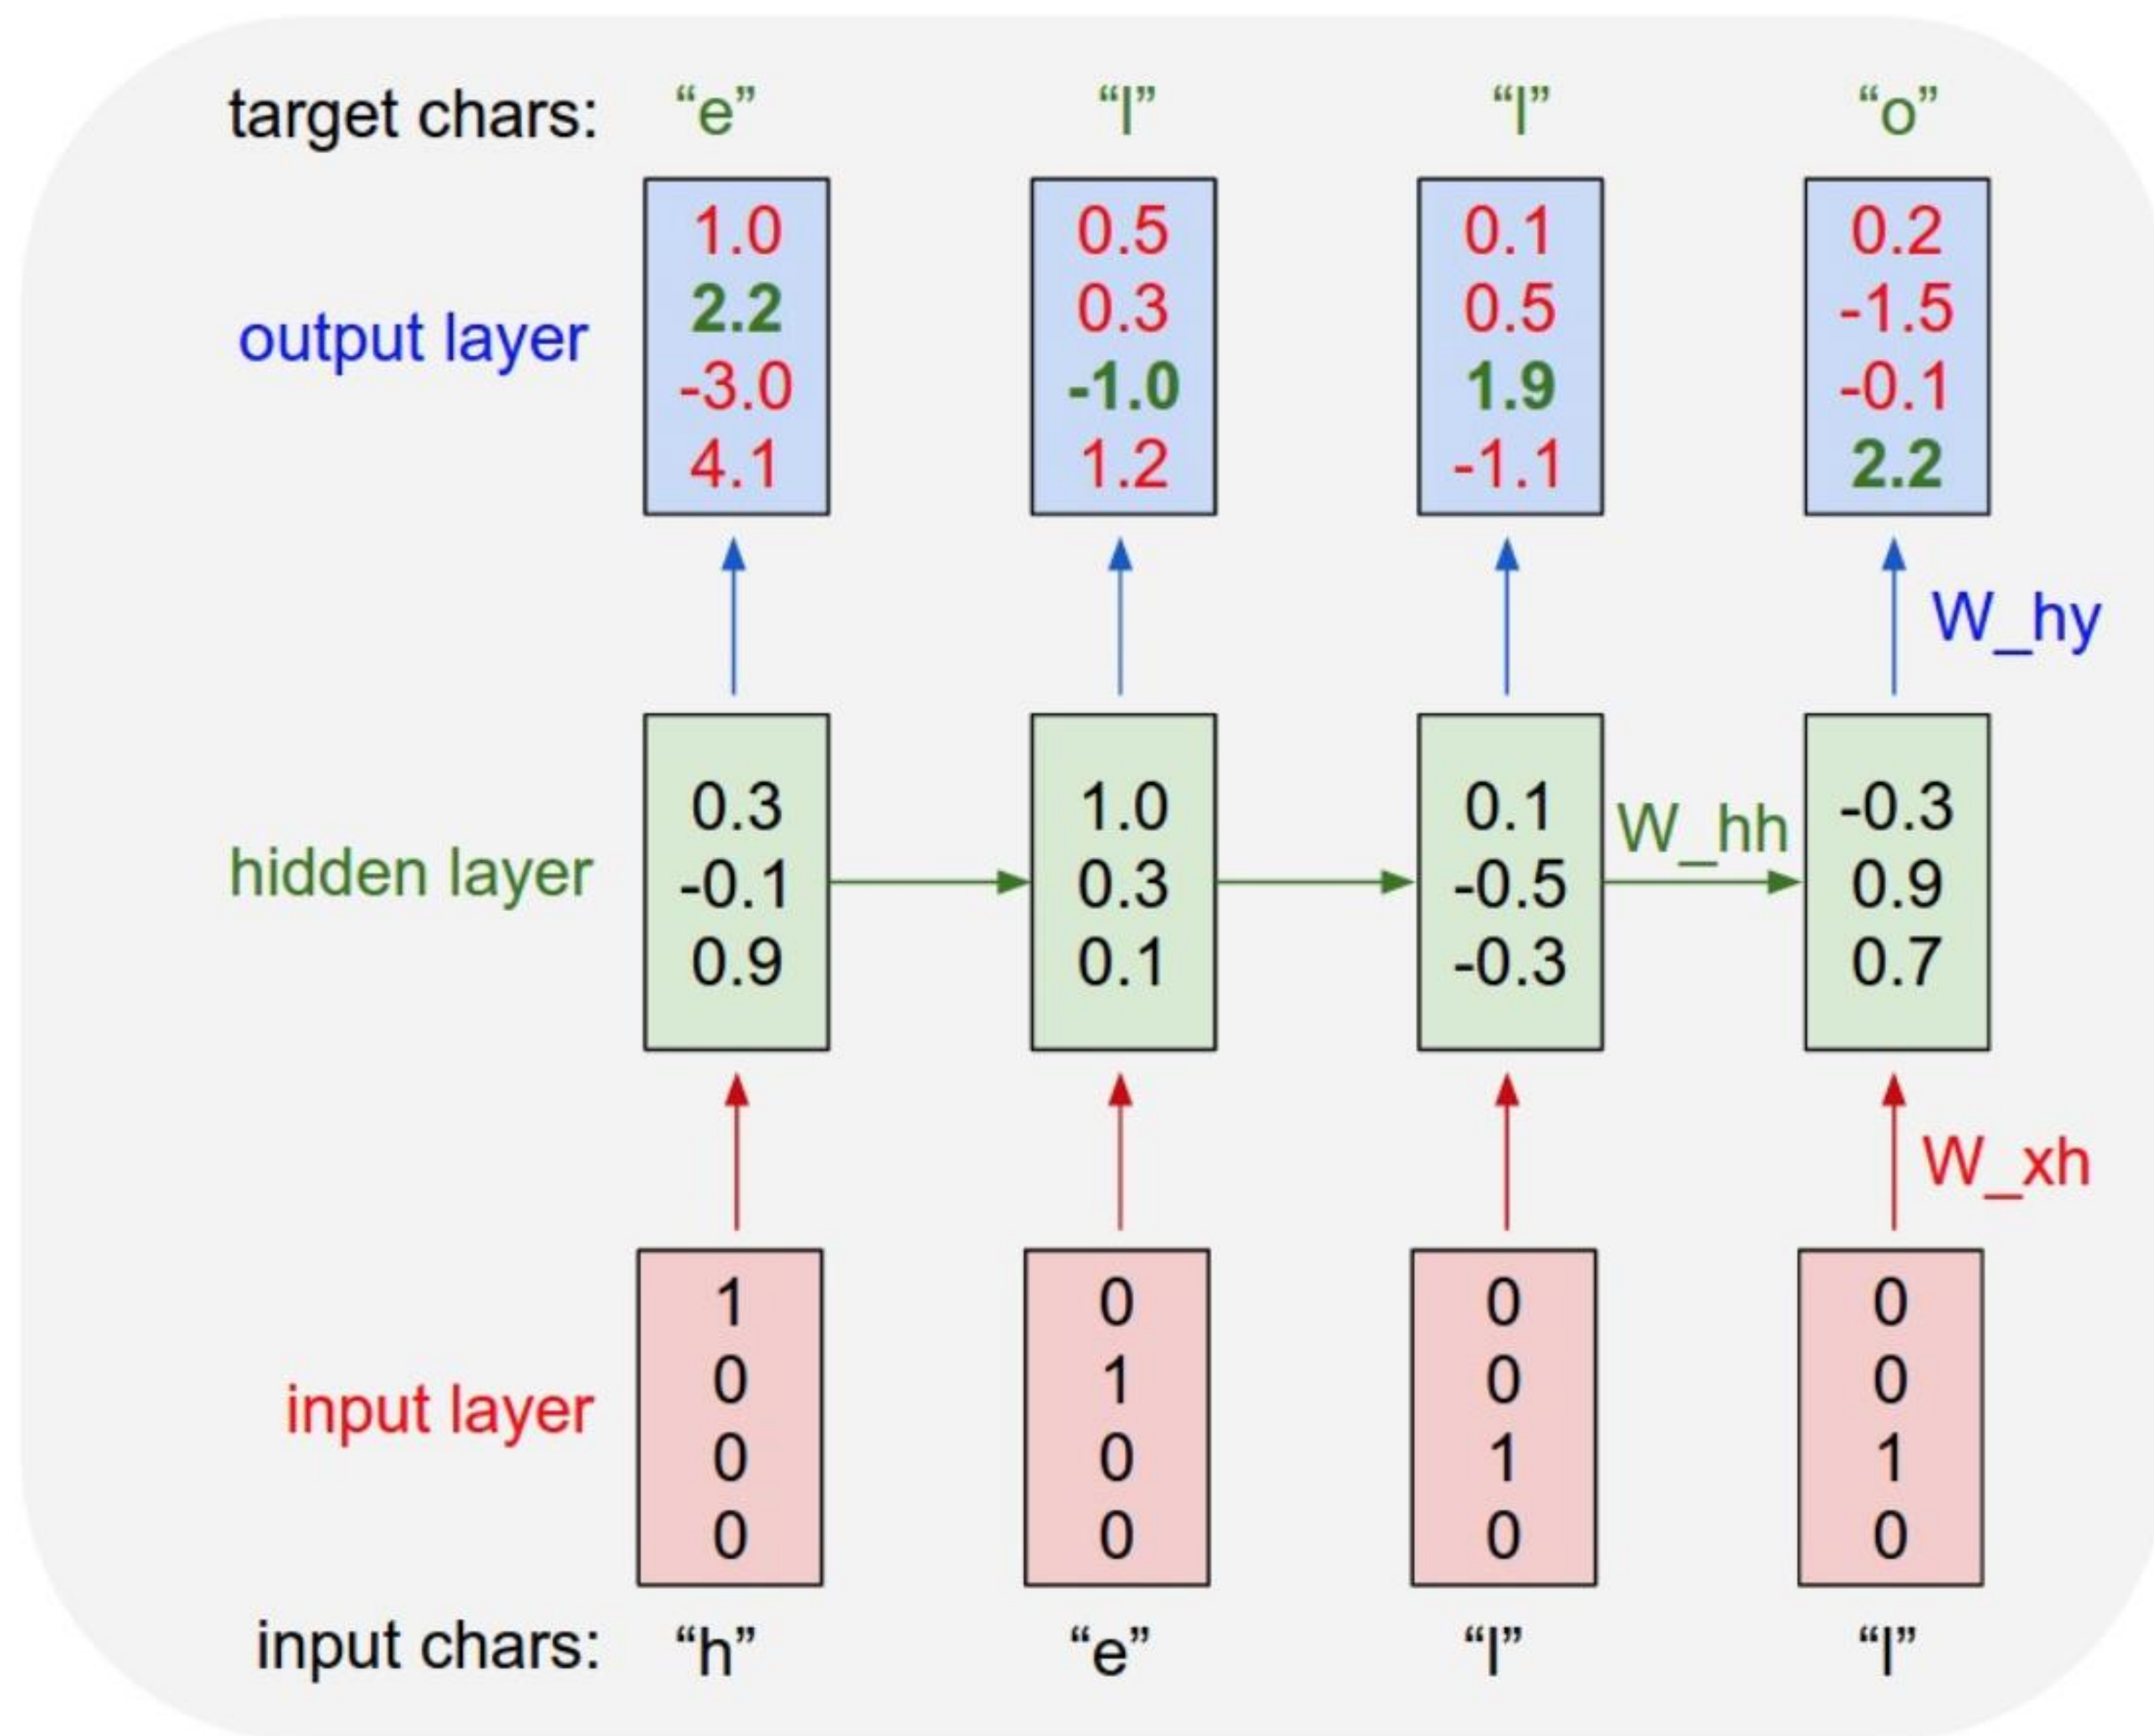 target chars: “e” “l” “l” “o”
1.0 0.5 0.1 0.2
2.2 0.3 0.5 -1.5
output layer
-3.0 -1.0 1.9 -0.1
4.1 1.2 -1.1 2.2
W_hy
0.3 1.0 0.1 W_hh -0.3
hidden layer -0.1 0.3 -0.5 0.9
0.9 0.1 -0.3 0.7
W_xh
1 0 0 0
0 1 0 0
input layer
0 0 1 1
0 0 0 0
input chars: “h” “e” “l” “l”